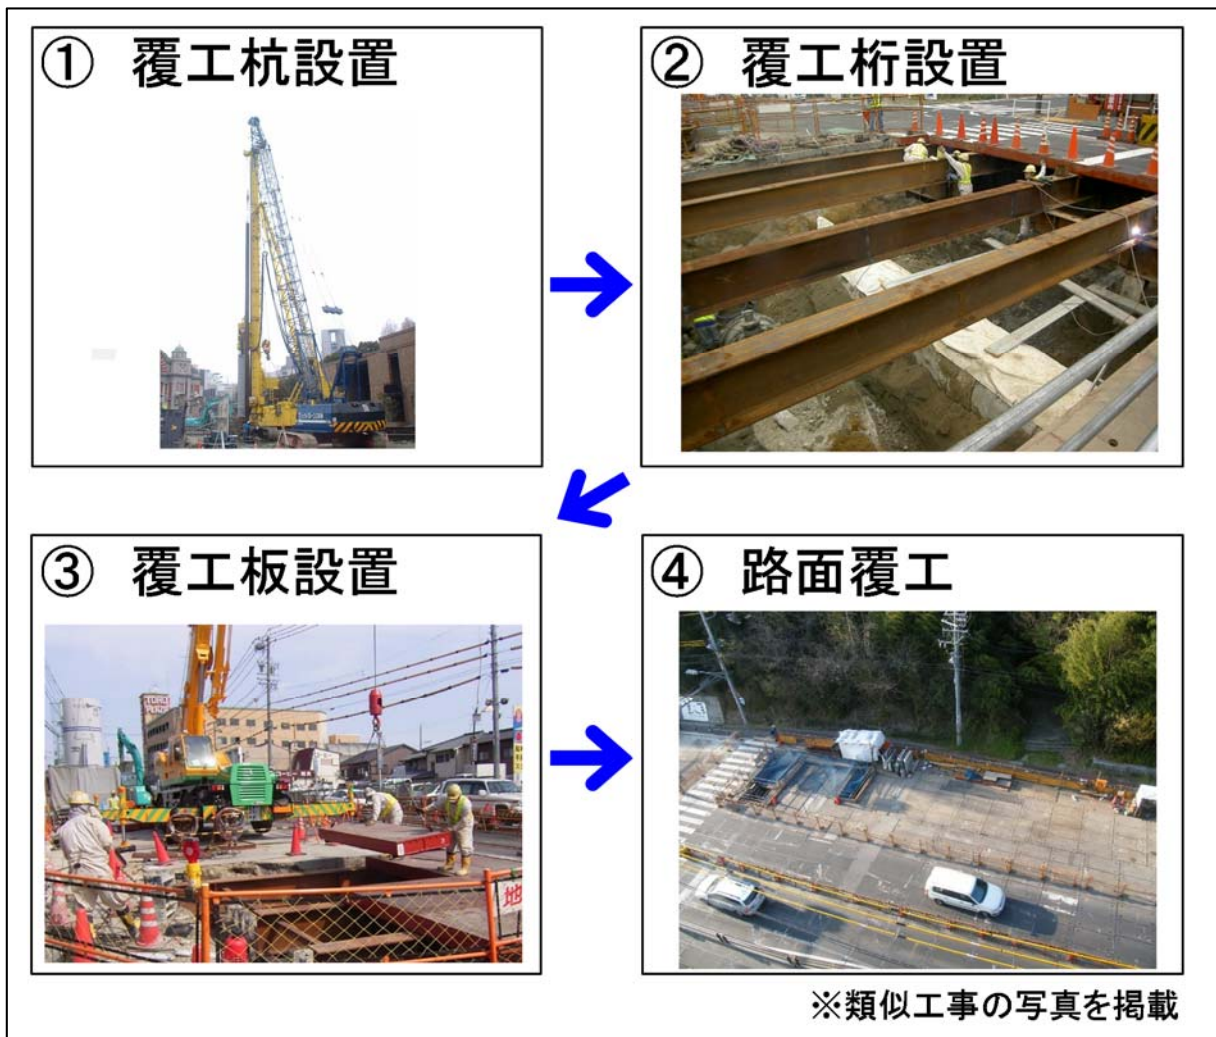 ① 覆工杭設置
② 覆工桁設置
③ 覆工板設置
地
④ 路面覆工
※類似工事の写真を掲載